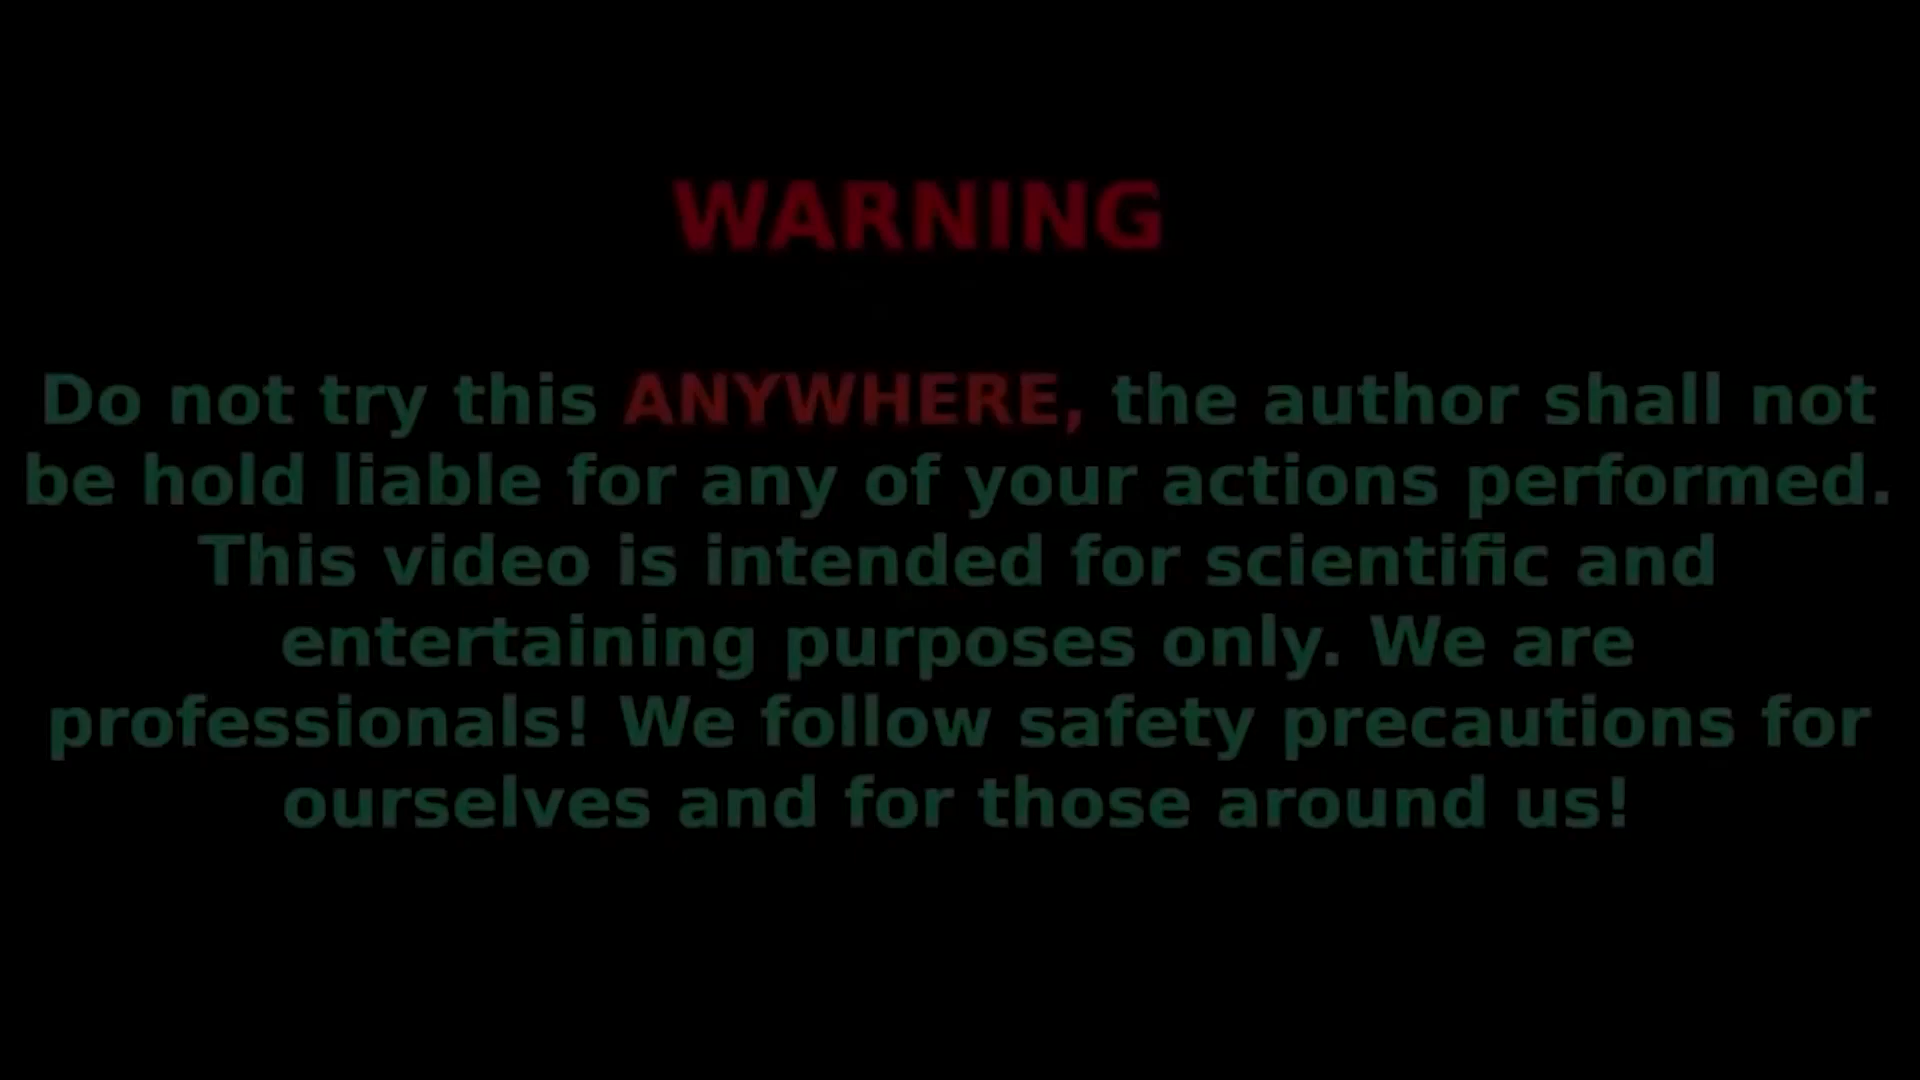 WARNING
Do not try this ANYWHERE, the author shall not
be hold liable for any of your actions performed.
This video is intended for scientific and
entertaining purposes only. We are
professionals! We follow safety precautions for
ourselves and for those around us!